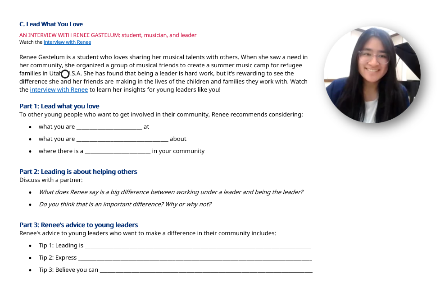 C. Lead What You Love
AN INTERVIEW WITH RENEE GASTELUM: student, musician, and leader
Watch the interview with Renee
Renee Gastelum is a student who loves sharing her musical talents with others. When she saw a need in
her community, she organized a group of musical friends to create a summer music camp for refugee
families in Utah, U.S.A. She has found that being a leader is hard work, but it's rewarding to see the
difference she and her friends are making in the lives of the children and families they work with. Watch
the interview with Renee to learn her insights for young leaders like you!
Part 1: Lead what you love
To other young people who want to get involved in their community, Renee recommends considering:
• what you are ____________________ at
• what you are ____________________________ about
• where there is a ____________________ in your community
Part 2: Leading is about helping others
Discuss with a partner:
• What does Renee say is a big difference between working under a leader and being the leader?
• Do you think that is an important difference? Why or why not?
Part 3: Renee's advice to young leaders
Renee's advice to young leaders who want to make a difference in their community includes:
• Tip 1: Leading is ____________________
• Tip 2: Express ____________________
• Tip 3: Believe you can ____________________